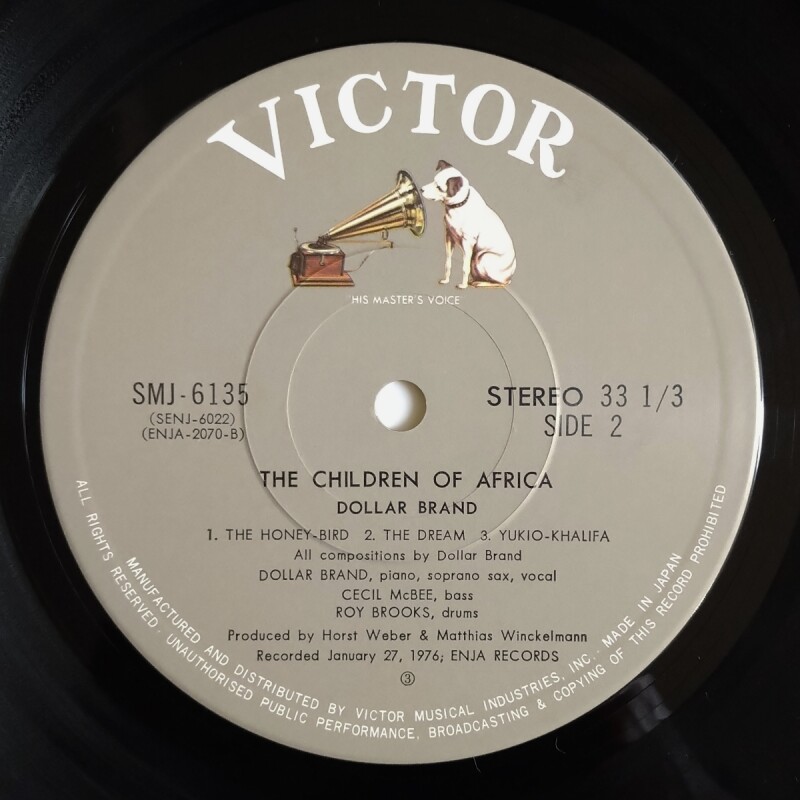 VICTOR
"HIS MASTER'S VOICE"
SMJ-6135
(SENJ-6022)
(ENJA-2070-B)
STEREO 33 1/3
SIDE 2
THE CHILDREN OF AFRICA
DOLLAR BRAND
1. THE HONEY-BIRD 2. THE DREAM 3. YUKIO-KHALIFA
All compositions by Dollar Brand
DOLLAR BRAND, piano, soprano sax, vocal
CECIL McBEE, bass
ROY BROOKS, drums
Produced by Horst Weber & Matthias Winckelmann
Recorded January 27, 1976; ENJA RECORDS
③
MANUFACTURED AND DISTRIBUTED BY VICTOR MUSICAL INDUSTRIES, INC. · MADE IN JAPAN
ALL RIGHTS RESERVED. UNAUTHORISED PUBLIC PERFORMANCE, BROADCASTING & COPYING OF THIS RECORD PROHIBITED